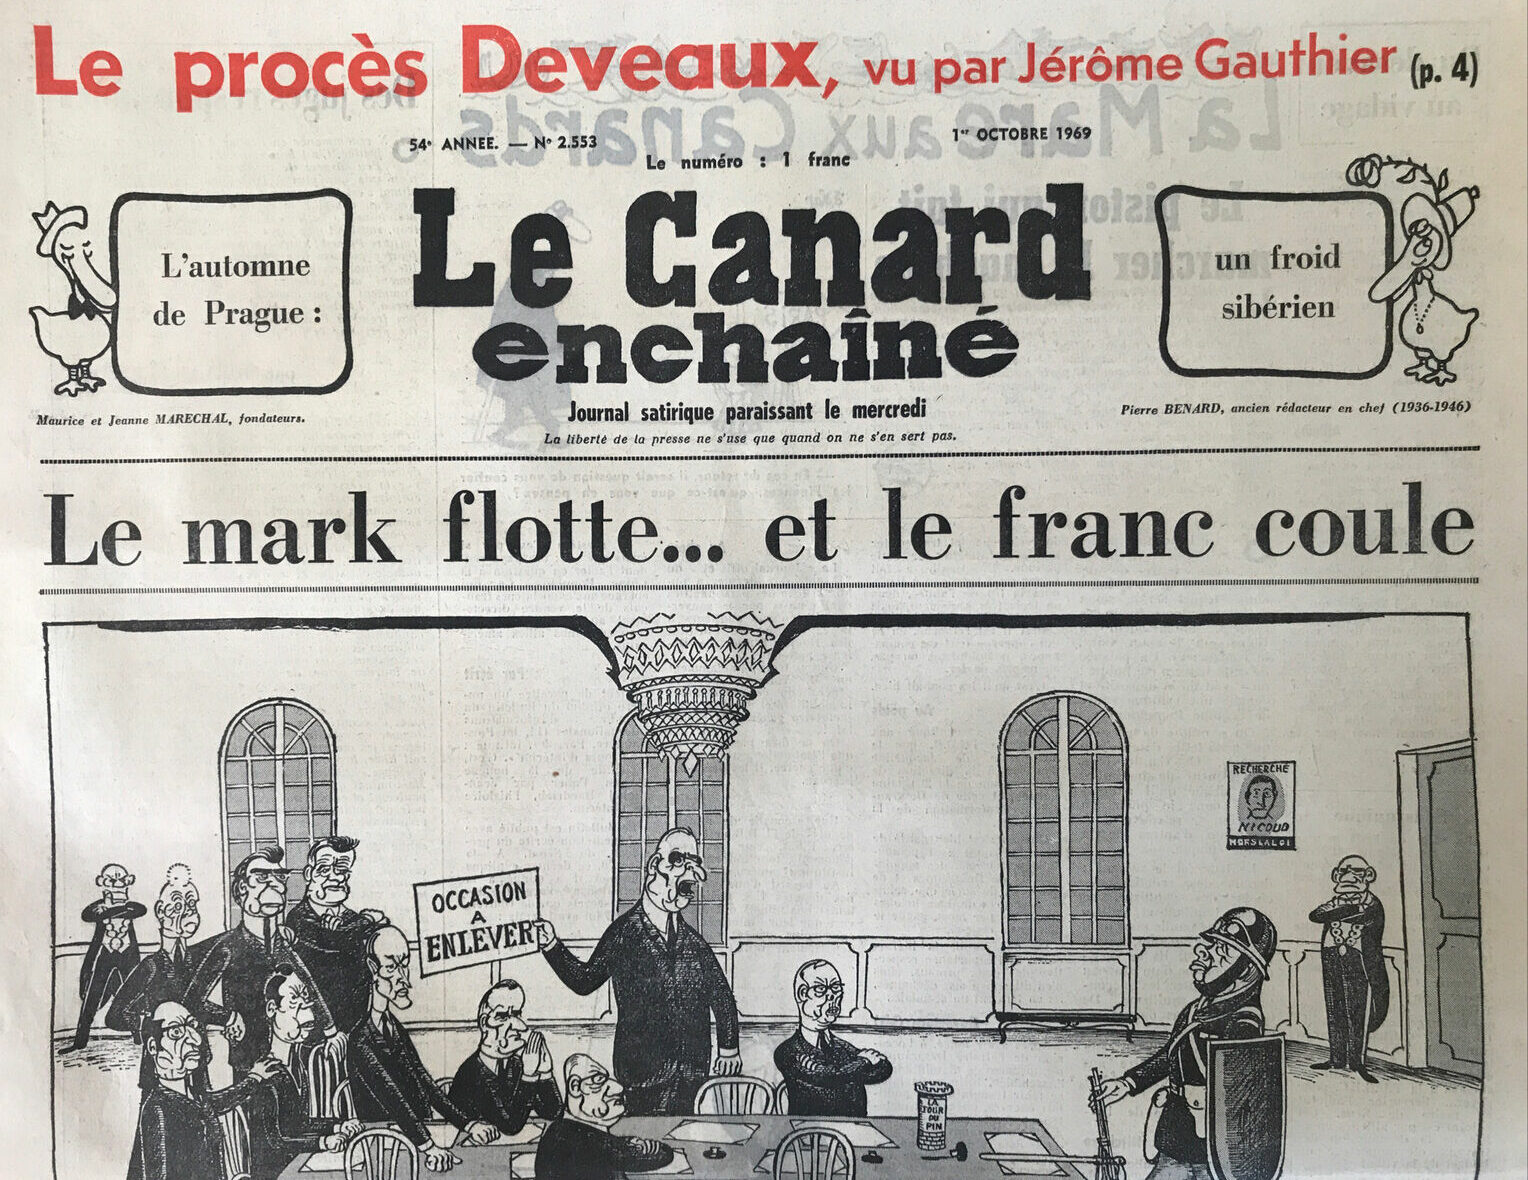 Le procès Deveaux, vu par Jérôme Gauthier (p. 4)
54e ANNEE. — No 2.553
1er OCTOBRE 1969
Le numéro : 1 franc
L'automne
de Prague :
Le Canard
enchaîné
un froid
sibérien
Maurice et Jeanne MARECHAL, fondateurs.
Journal satirique paraissant le mercredi
Pierre BENARD, ancien rédacteur en chef (1936-1946)
La liberté de la presse ne s'use que quand on ne s'en sert pas.
Le mark flotte... et le franc coule
RECHERCHE
NICOUD
HORS LA LOI
OCCASION
A
ENLEVER
LA
TOUR
DU
PIN